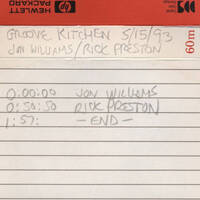 HEWLETT
PACKARD
60m
GROOVE KITCHEN 5/15/93
JON WILLIAMS/RICK PRESTON
0:00:00 JON WILLIAMS
0:50:50 RICK PRESTON
1:57: —END—